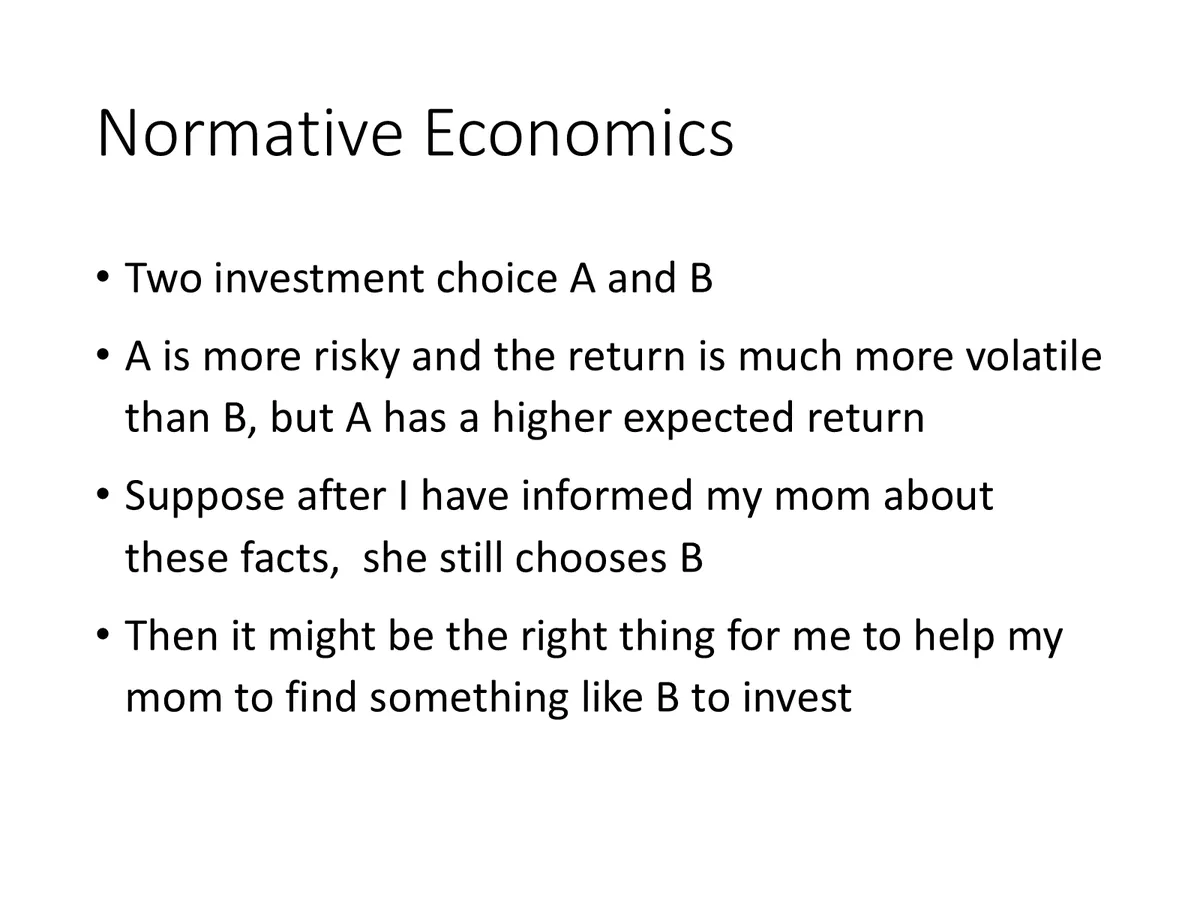 Normative Economics
• Two investment choice A and B
• A is more risky and the return is much more volatile
than B, but A has a higher expected return
• Suppose after I have informed my mom about
these facts,  she still chooses B
• Then it might be the right thing for me to help my
mom to find something like B to invest